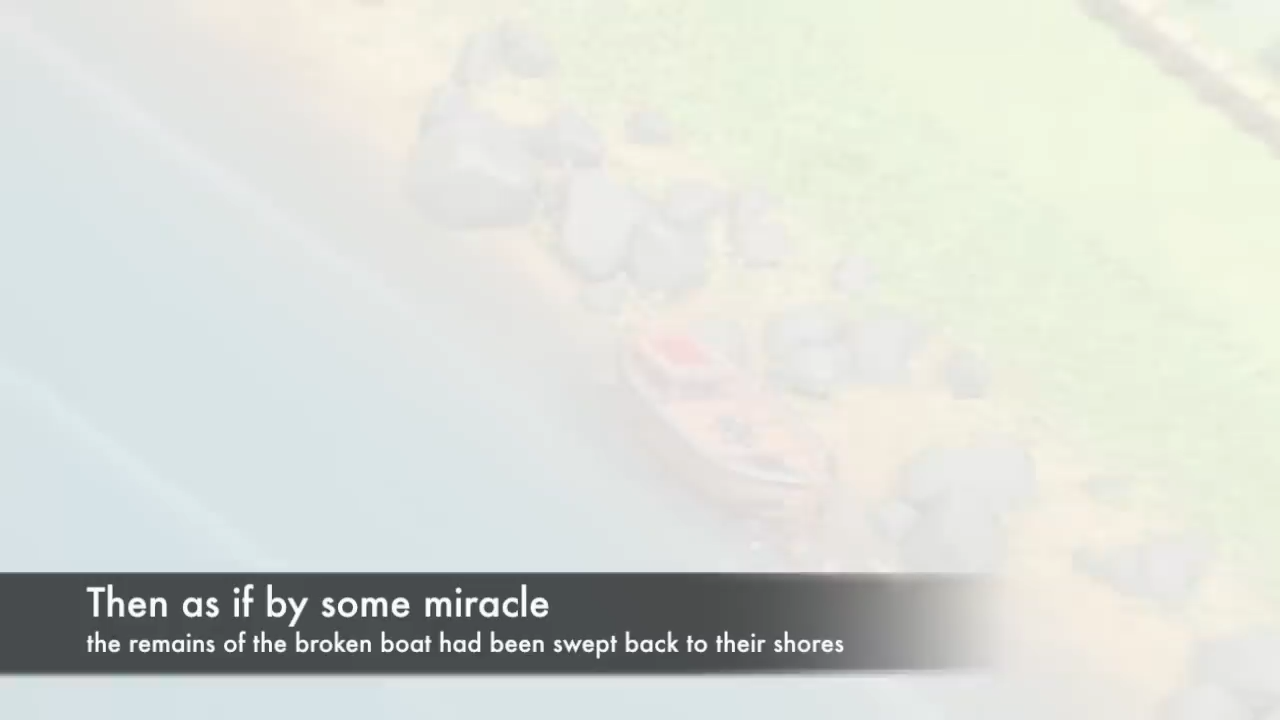 Then as if by some miracle
the remains of the broken boat had been swept back to their shores